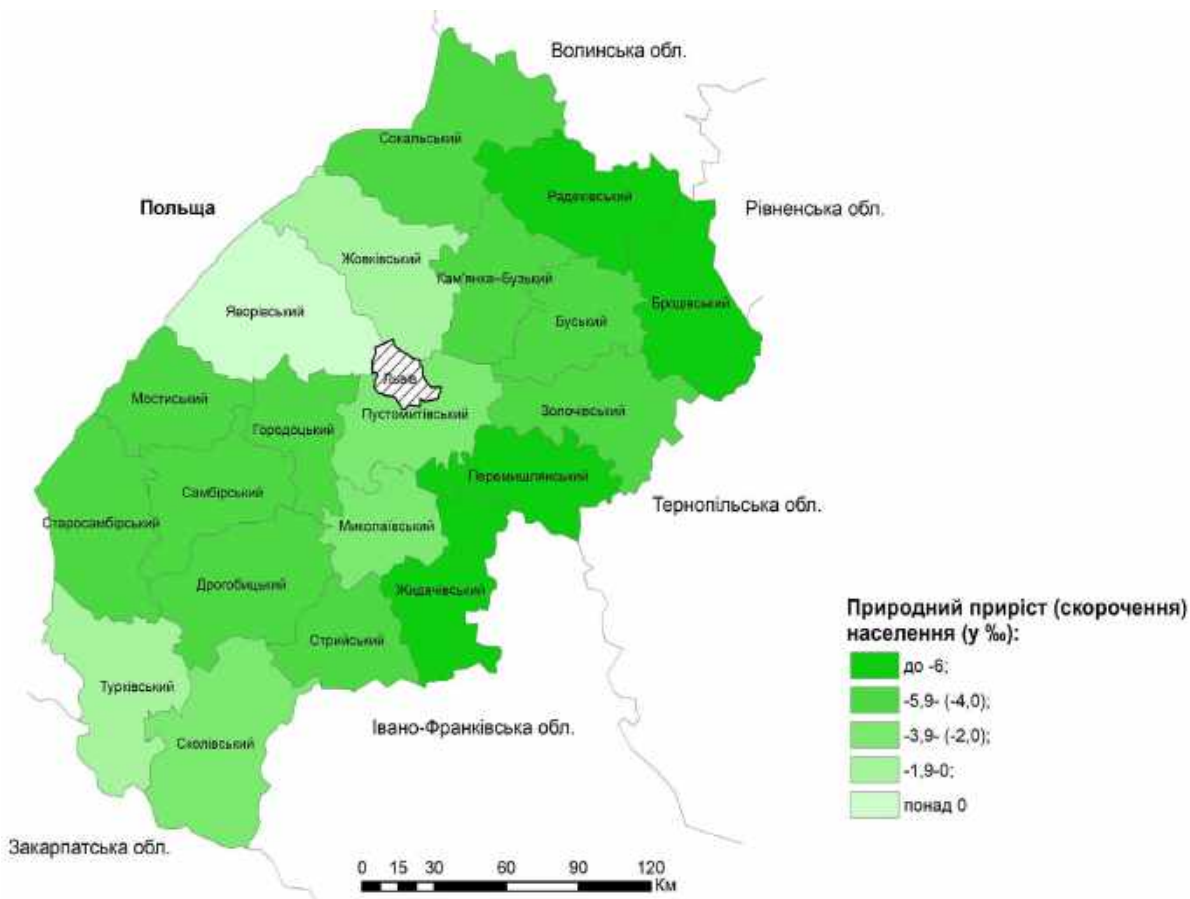 Волинська обл.
Сокальський
Польща
Радехівський
Рівненська обл.
Жовківський
Кам'янка–Бузький
Яворівський
Бродівський
Буський
Львів
Мостиський
Пустомитівський
Золочівський
Городоцький
Перемишлянський
Самбірський
Тернопільська обл.
Старосамбірський
Миколаївський
Дрогобицький
Жидачівський
Стрийський
Турківський
Івано-Франківська обл.
Сколівський
Закарпатська обл.
Природний приріст (скорочення)
населення (у ‰):
до -6;
-5,9- (-4,0);
-3,9- (-2,0);
-1,9-0;
понад 0
0 15 30 60 90 120
Км